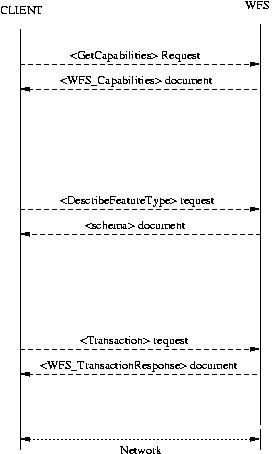 CLIENT
WFS
<GetCapabilities> Request
<WFS_Capabilities> document
<DescribeFeatureType> request
<schema> document
<Transaction> request
<WFS_TransactionResponse> document
Network